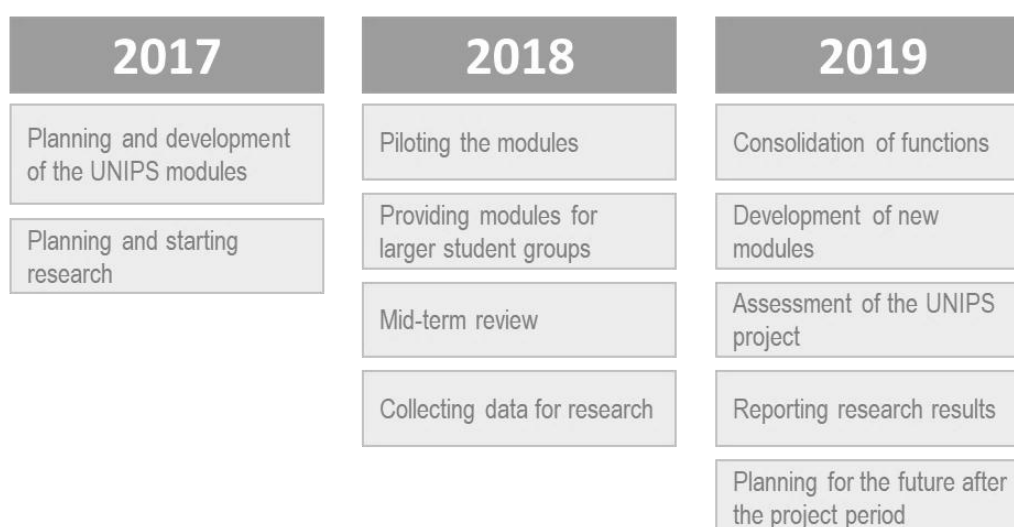 2017
Planning and development
of the UNIPS modules
Planning and starting
research
2018
Piloting the modules
Providing modules for
larger student groups
Mid-term review
Collecting data for research
2019
Consolidation of functions
Development of new
modules
Assessment of the UNIPS
project
Reporting research results
Planning for the future after
the project period